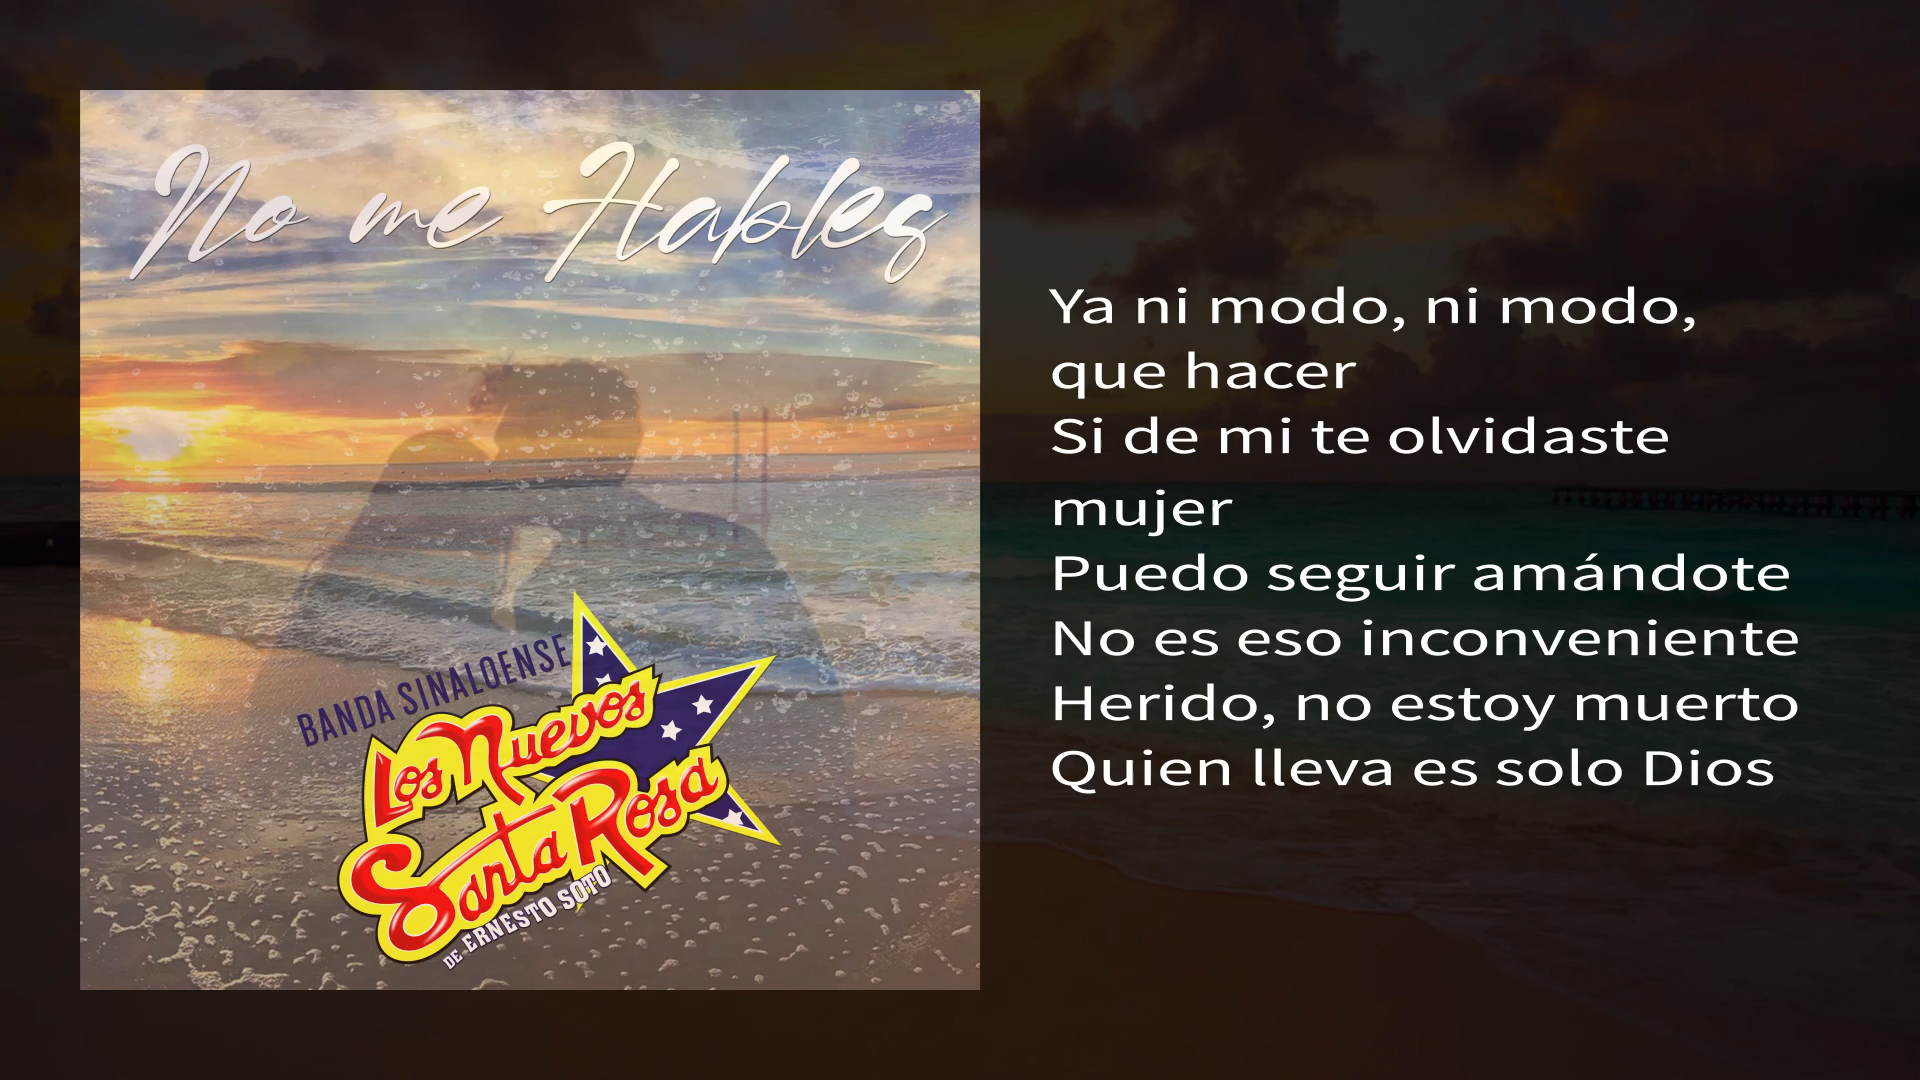 No me Hables
BANDA SINALOENSE
Los Nuevos
Santa Rosa
DE ERNESTO SOTO
Ya ni modo, ni modo,
que hacer
Si de mi te olvidaste
mujer
Puedo seguir amándote
No es eso inconveniente
Herido, no estoy muerto
Quien lleva es solo Dios